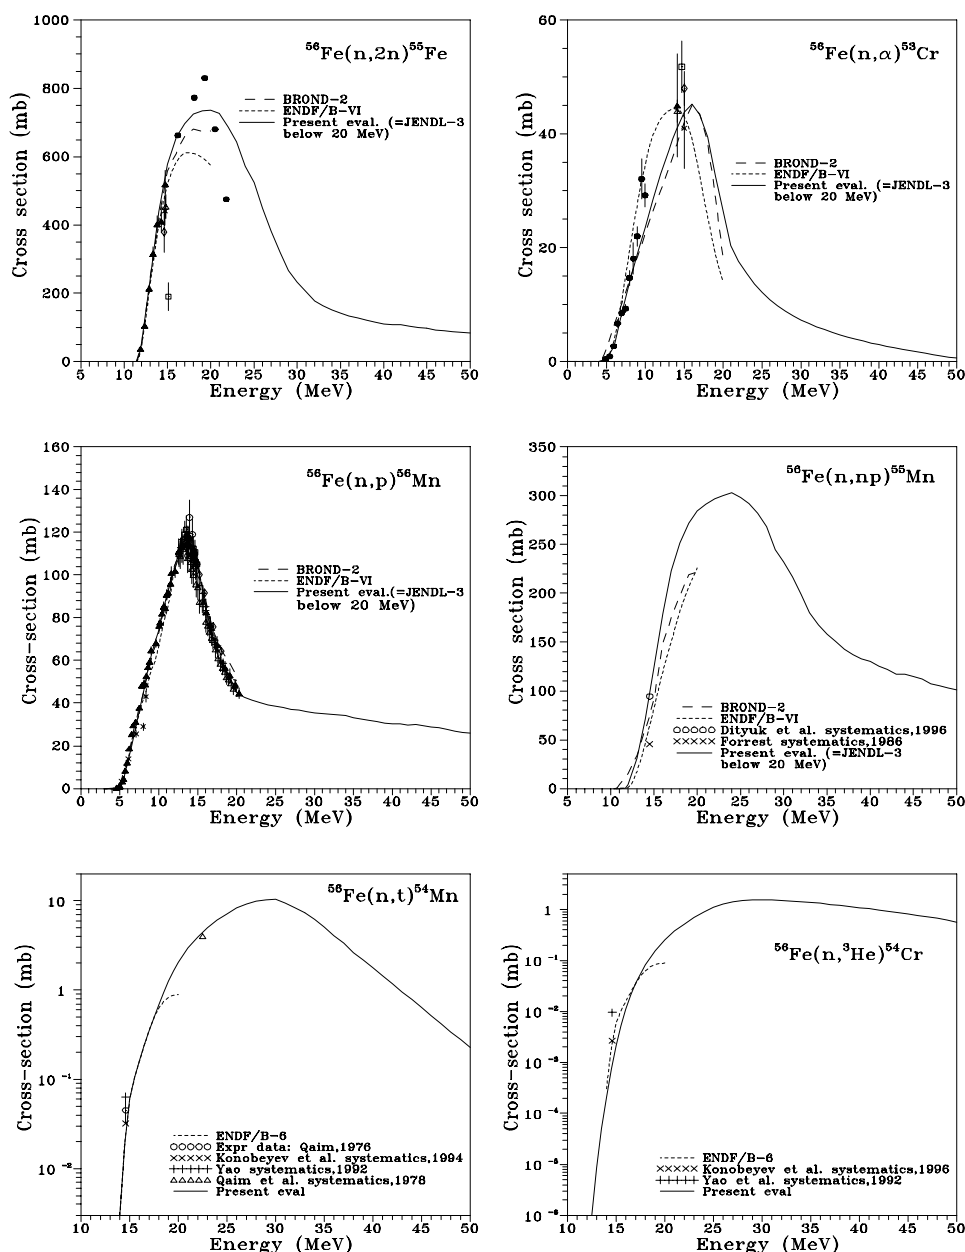 ⁵⁶Fe(n,2n)⁵⁵Fe
BROND-2
ENDF/B-VI
Present eval. (=JENDL-3
below 20 MeV)
Cross section (mb)
1000
800
600
400
200
0
5 10 15 20 25 30 35 40 45 50
Energy (MeV)
⁵⁶Fe(n,α)⁵³Cr
BROND-2
ENDF/B-VI
Present eval. (=JENDL-3
below 20 MeV)
Cross section (mb)
60
40
20
0
0 5 10 15 20 25 30 35 40 45 50
Energy (MeV)
⁵⁶Fe(n,p)⁵⁶Mn
BROND-2
ENDF/B-VI
Present eval.(=JENDL-3
below 20 MeV)
Cross-section (mb)
160
140
120
100
80
60
40
20
0
0 5 10 15 20 25 30 35 40 45 50
Energy (MeV)
⁵⁶Fe(n,np)⁵⁵Mn
BROND-2
ENDF/B-VI
Dityuk et al. systematics,1996
Forrest systematics,1986
Present eval. (=JENDL-3
below 20 MeV)
Cross section (mb)
350
300
250
200
150
100
50
0
5 10 15 20 25 30 35 40 45 50
Energy (MeV)
⁵⁶Fe(n,t)⁵⁴Mn
ENDF/B-6
Expr data: Qaim,1976
Konobeyev et al. systematics,1994
Yao systematics,1992
Qaim et al. systematics,1978
Present eval
Cross-section (mb)
10
1
10⁻¹
10⁻²
10 15 20 25 30 35 40 45 50
Energy (MeV)
⁵⁶Fe(n,³He)⁵⁴Cr
ENDF/B-6
Konobeyev et al. systematics,1996
Yao et al. systematics,1992
Present eval
Cross-section (mb)
1
10⁻¹
10⁻²
10⁻³
10⁻⁴
10⁻⁵
10⁻⁶
10 15 20 25 30 35 40 45 50
Energy (MeV)